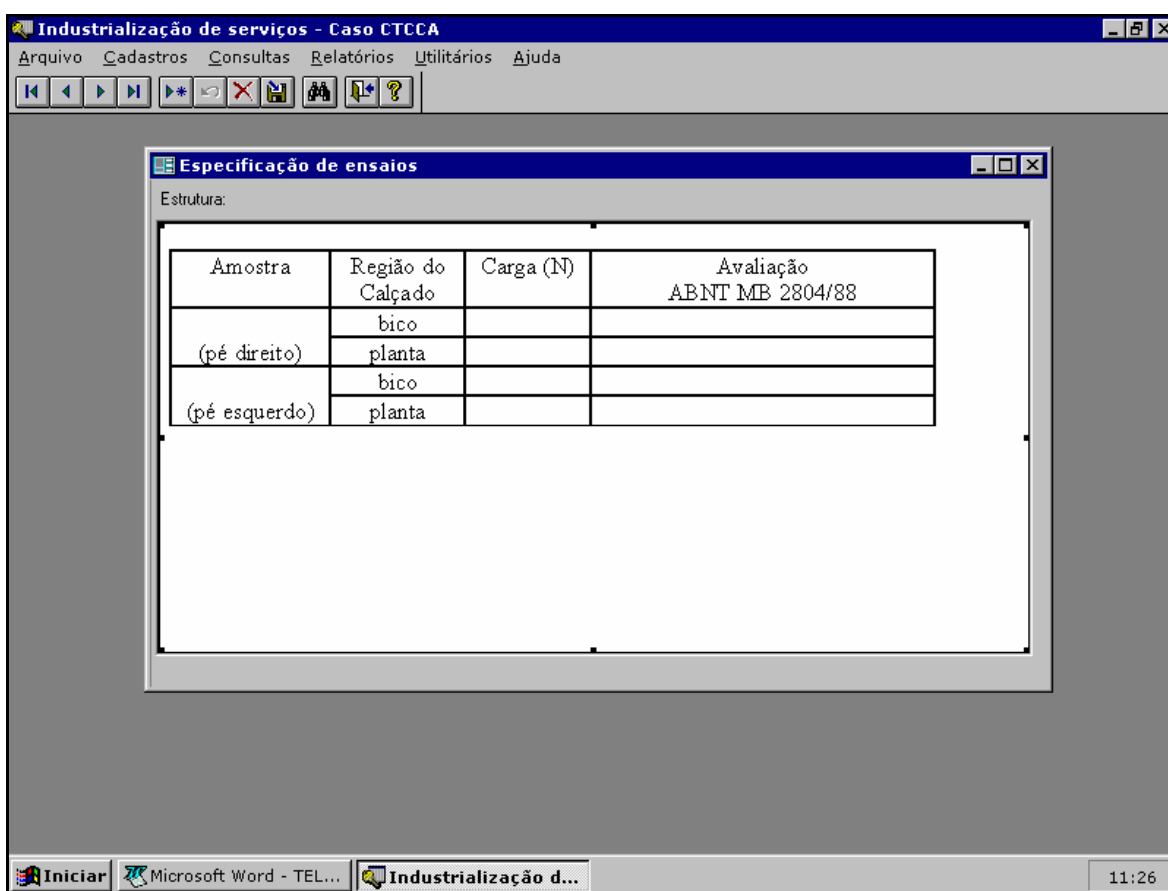 Industrialização de serviços - Caso CTCCA
Arquivo Cadastros Consultas Relatórios Utilitários Ajuda
Especificação de ensaios
Estrutura:
Amostra Região do Calçado Carga (N) Avaliação ABNT MB 2804/88
bico
(pé direito) planta
bico
(pé esquerdo) planta
Iniciar Microsoft Word - TEL... Industrialização d... 11:26